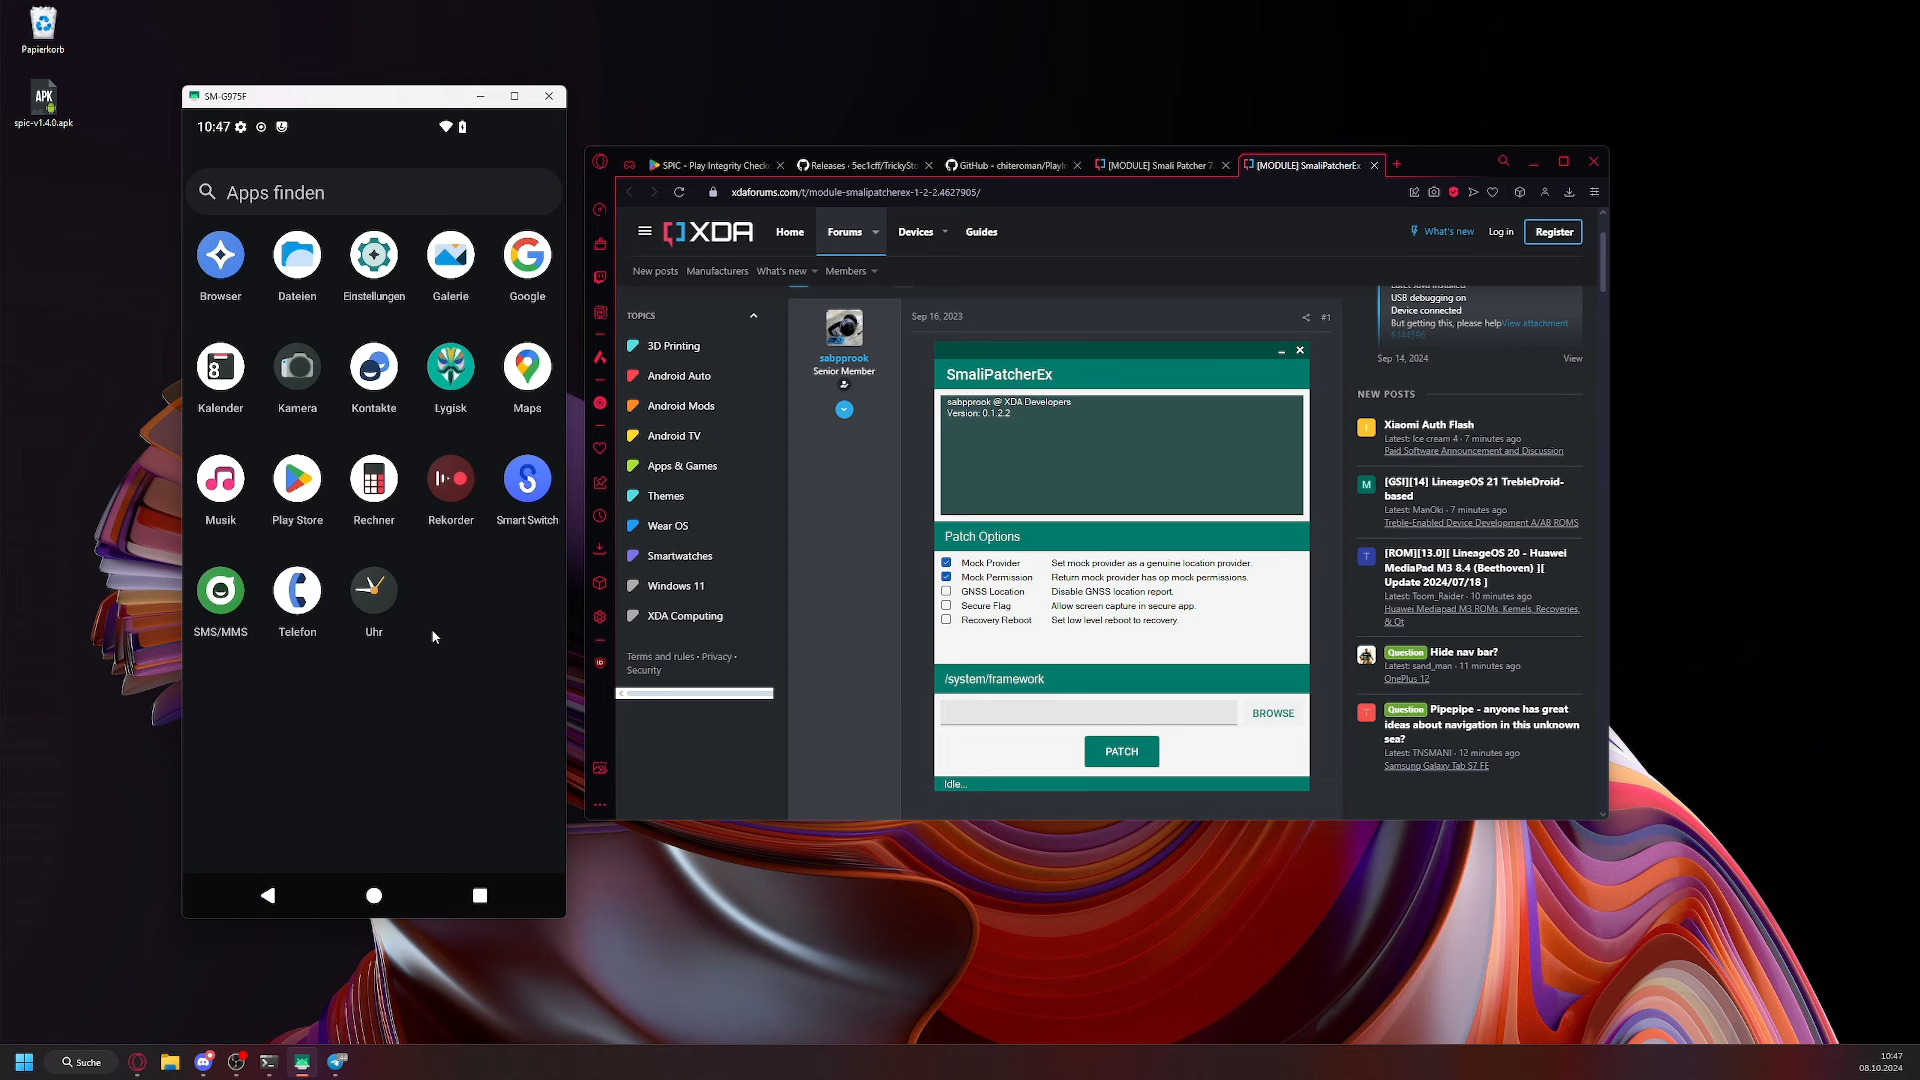 Papierkorb
APK
spic-v1.4.0.apk
SM-G975F
10:47
Apps finden
Browser
Dateien
Einstellungen
Galerie
Google
8
Kalender
Kamera
Kontakte
Lygisk
Maps
Musik
Play Store
Rechner
Rekorder
Smart Switch
SMS/MMS
Telefon
Uhr
SPIC - Play Integrity Check
Releases · 5ec1cff/TrickySto
GitHub - chiteroman/PlayI
[MODULE] Smali Patcher 7.
[MODULE] SmaliPatcherEx
xdaforums.com/t/module-smalipatcherex-1-2-2.4627905/
XDA
Home
Forums
Devices
Guides
What's new
Log in
Register
New posts
Manufacturers
What's new
Members
TOPICS
3D Printing
Android Auto
Android Mods
Android TV
Apps & Games
Themes
Wear OS
Smartwatches
Windows 11
XDA Computing
Terms and rules · Privacy ·
Security
sabpprook
Senior Member
Sep 16, 2023
#1
SmaliPatcherEx
sabpprook @ XDA Developers
Version: 0.1.2.2
Patch Options
Mock Provider Set mock provider as a genuine location provider.
Mock Permission Return mock provider has op mock permissions.
GNSS Location Disable GNSS location report.
Secure Flag Allow screen capture in secure app.
Recovery Reboot Set low level reboot to recovery.
/system/framework
BROWSE
PATCH
Idle...
USB debugging on
Device connected
But getting this, please helpView attachment
6144596
Sep 14, 2024
View
NEW POSTS
I
Xiaomi Auth Flash
Latest: Ice cream 4 · 7 minutes ago
Paid Software Announcement and Discussion
M
[GSI][14] LineageOS 21 TrebleDroid-
based
Latest: ManOki · 7 minutes ago
Treble-Enabled Device Development A/AB ROMS
T
[ROM][13.0][ LineageOS 20 - Huawei
MediaPad M3 8.4 (Beethoven) ][
Update 2024/07/18 ]
Latest: Toom_Raider · 10 minutes ago
Huawei Mediapad M3 ROMs, Kernels, Recoveries,
& Ot
Question Hide nav bar?
Latest: sand_man · 11 minutes ago
OnePlus 12
T
Question Pipepipe - anyone has great
ideas about navigation in this unknown
sea?
Latest: TNSMANI · 12 minutes ago
Samsung Galaxy Tab S7 FE
Suche
10:47
08.10.2024